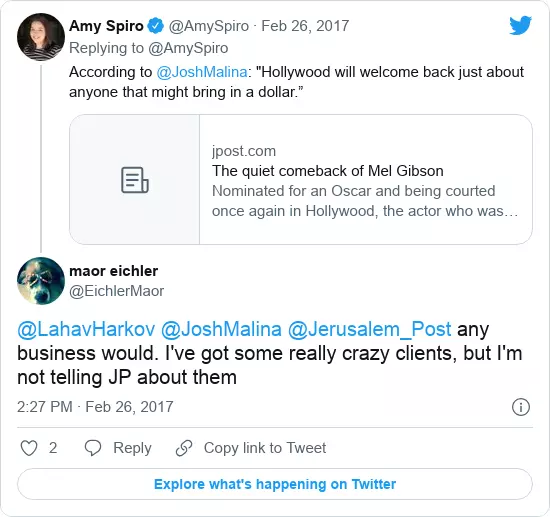 Amy Spiro @AmySpiro · Feb 26, 2017
Replying to @AmySpiro
According to @JoshMalina: "Hollywood will welcome back just about
anyone that might bring in a dollar.”
jpost.com
The quiet comeback of Mel Gibson
Nominated for an Oscar and being courted
once again in Hollywood, the actor who was…
maor eichler
@EichlerMaor
@LahavHarkov @JoshMalina @Jerusalem_Post any
business would. I've got some really crazy clients, but I'm
not telling JP about them
2:27 PM · Feb 26, 2017
2 Reply Copy link to Tweet
Explore what's happening on Twitter